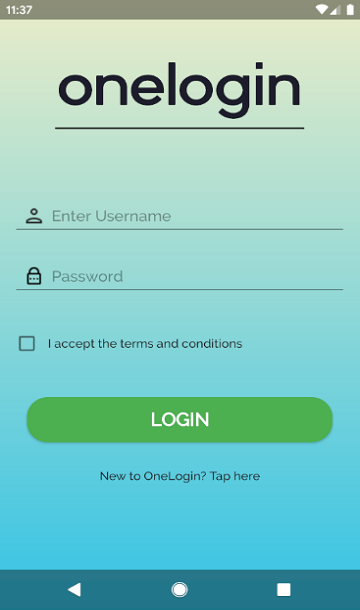 11:37
onelogin
Enter Username
Password
I accept the terms and conditions
LOGIN
New to OneLogin? Tap here